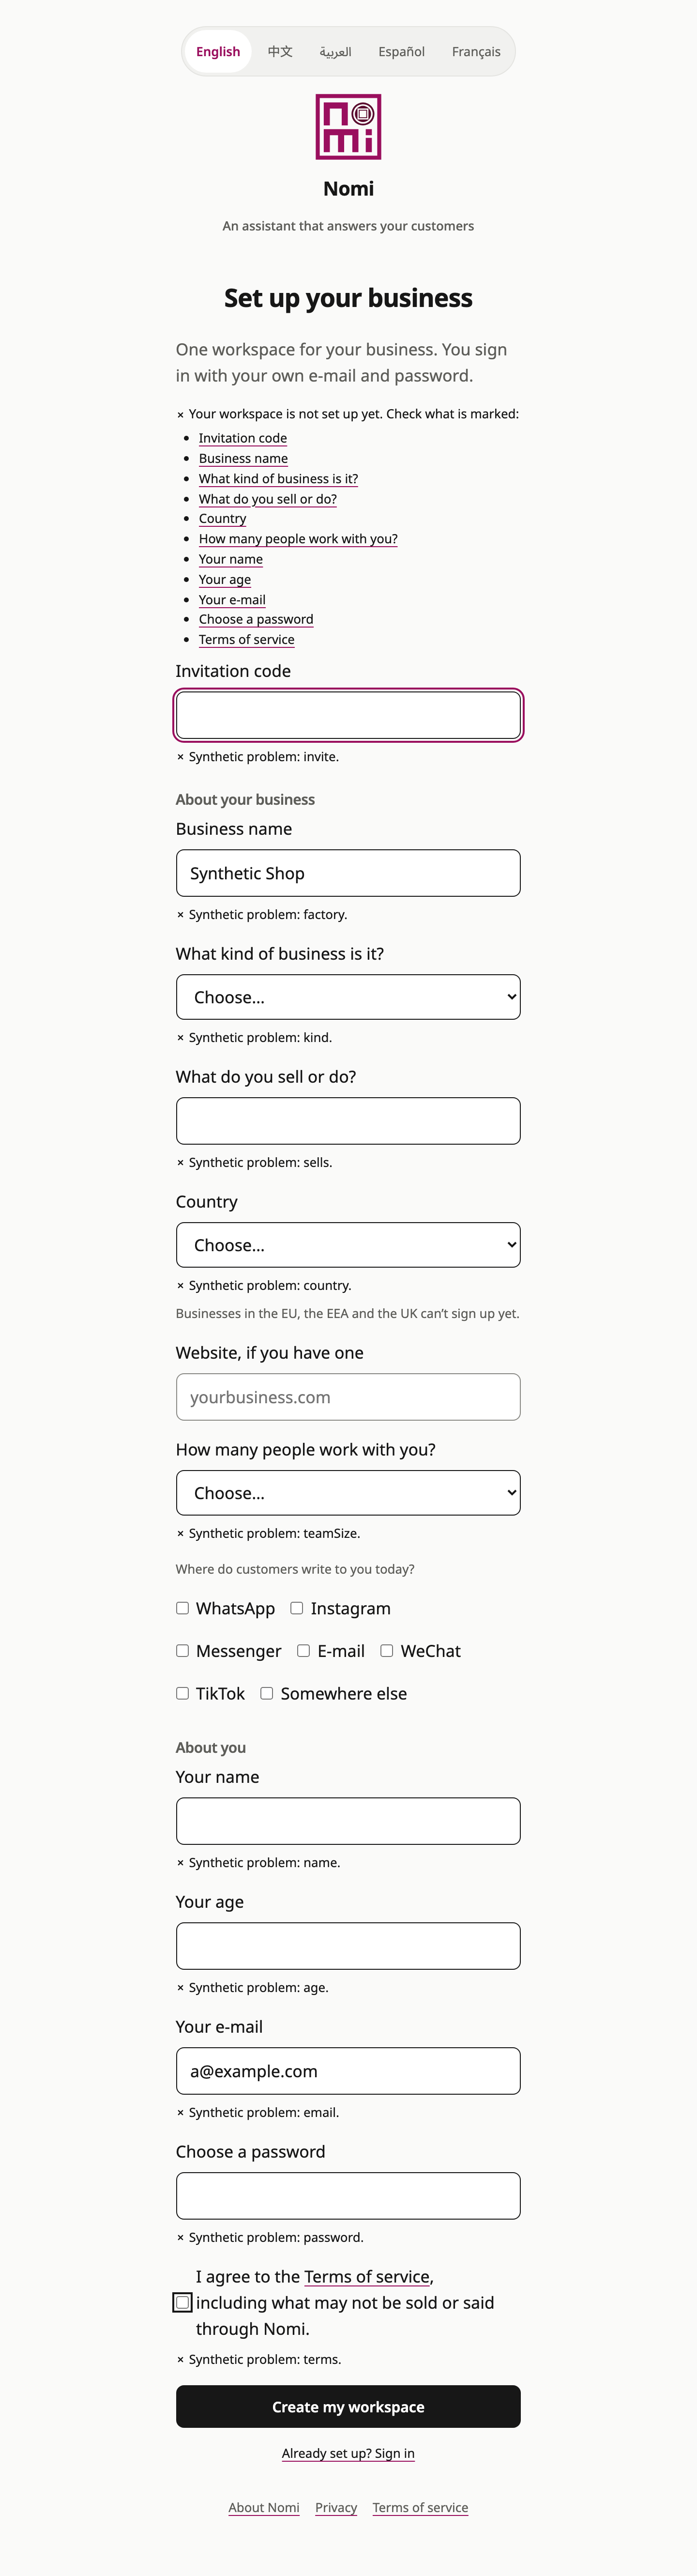 English 中文 العربية Español Français
nomi
Nomi
An assistant that answers your customers
Set up your business
One workspace for your business. You sign
in with your own e-mail and password.
× Your workspace is not set up yet. Check what is marked:
• Invitation code
• Business name
• What kind of business is it?
• What do you sell or do?
• Country
• How many people work with you?
• Your name
• Your age
• Your e-mail
• Choose a password
• Terms of service
Invitation code
× Synthetic problem: invite.
About your business
Business name
Synthetic Shop
× Synthetic problem: factory.
What kind of business is it?
Choose...
× Synthetic problem: kind.
What do you sell or do?
× Synthetic problem: sells.
Country
Choose...
× Synthetic problem: country.
Businesses in the EU, the EEA and the UK can’t sign up yet.
Website, if you have one
yourbusiness.com
How many people work with you?
Choose...
× Synthetic problem: teamSize.
Where do customers write to you today?
WhatsApp Instagram
Messenger E-mail WeChat
TikTok Somewhere else
About you
Your name
× Synthetic problem: name.
Your age
× Synthetic problem: age.
Your e-mail
a@example.com
× Synthetic problem: email.
Choose a password
× Synthetic problem: password.
I agree to the Terms of service,
including what may not be sold or said
through Nomi.
× Synthetic problem: terms.
Create my workspace
Already set up? Sign in
About Nomi Privacy Terms of service